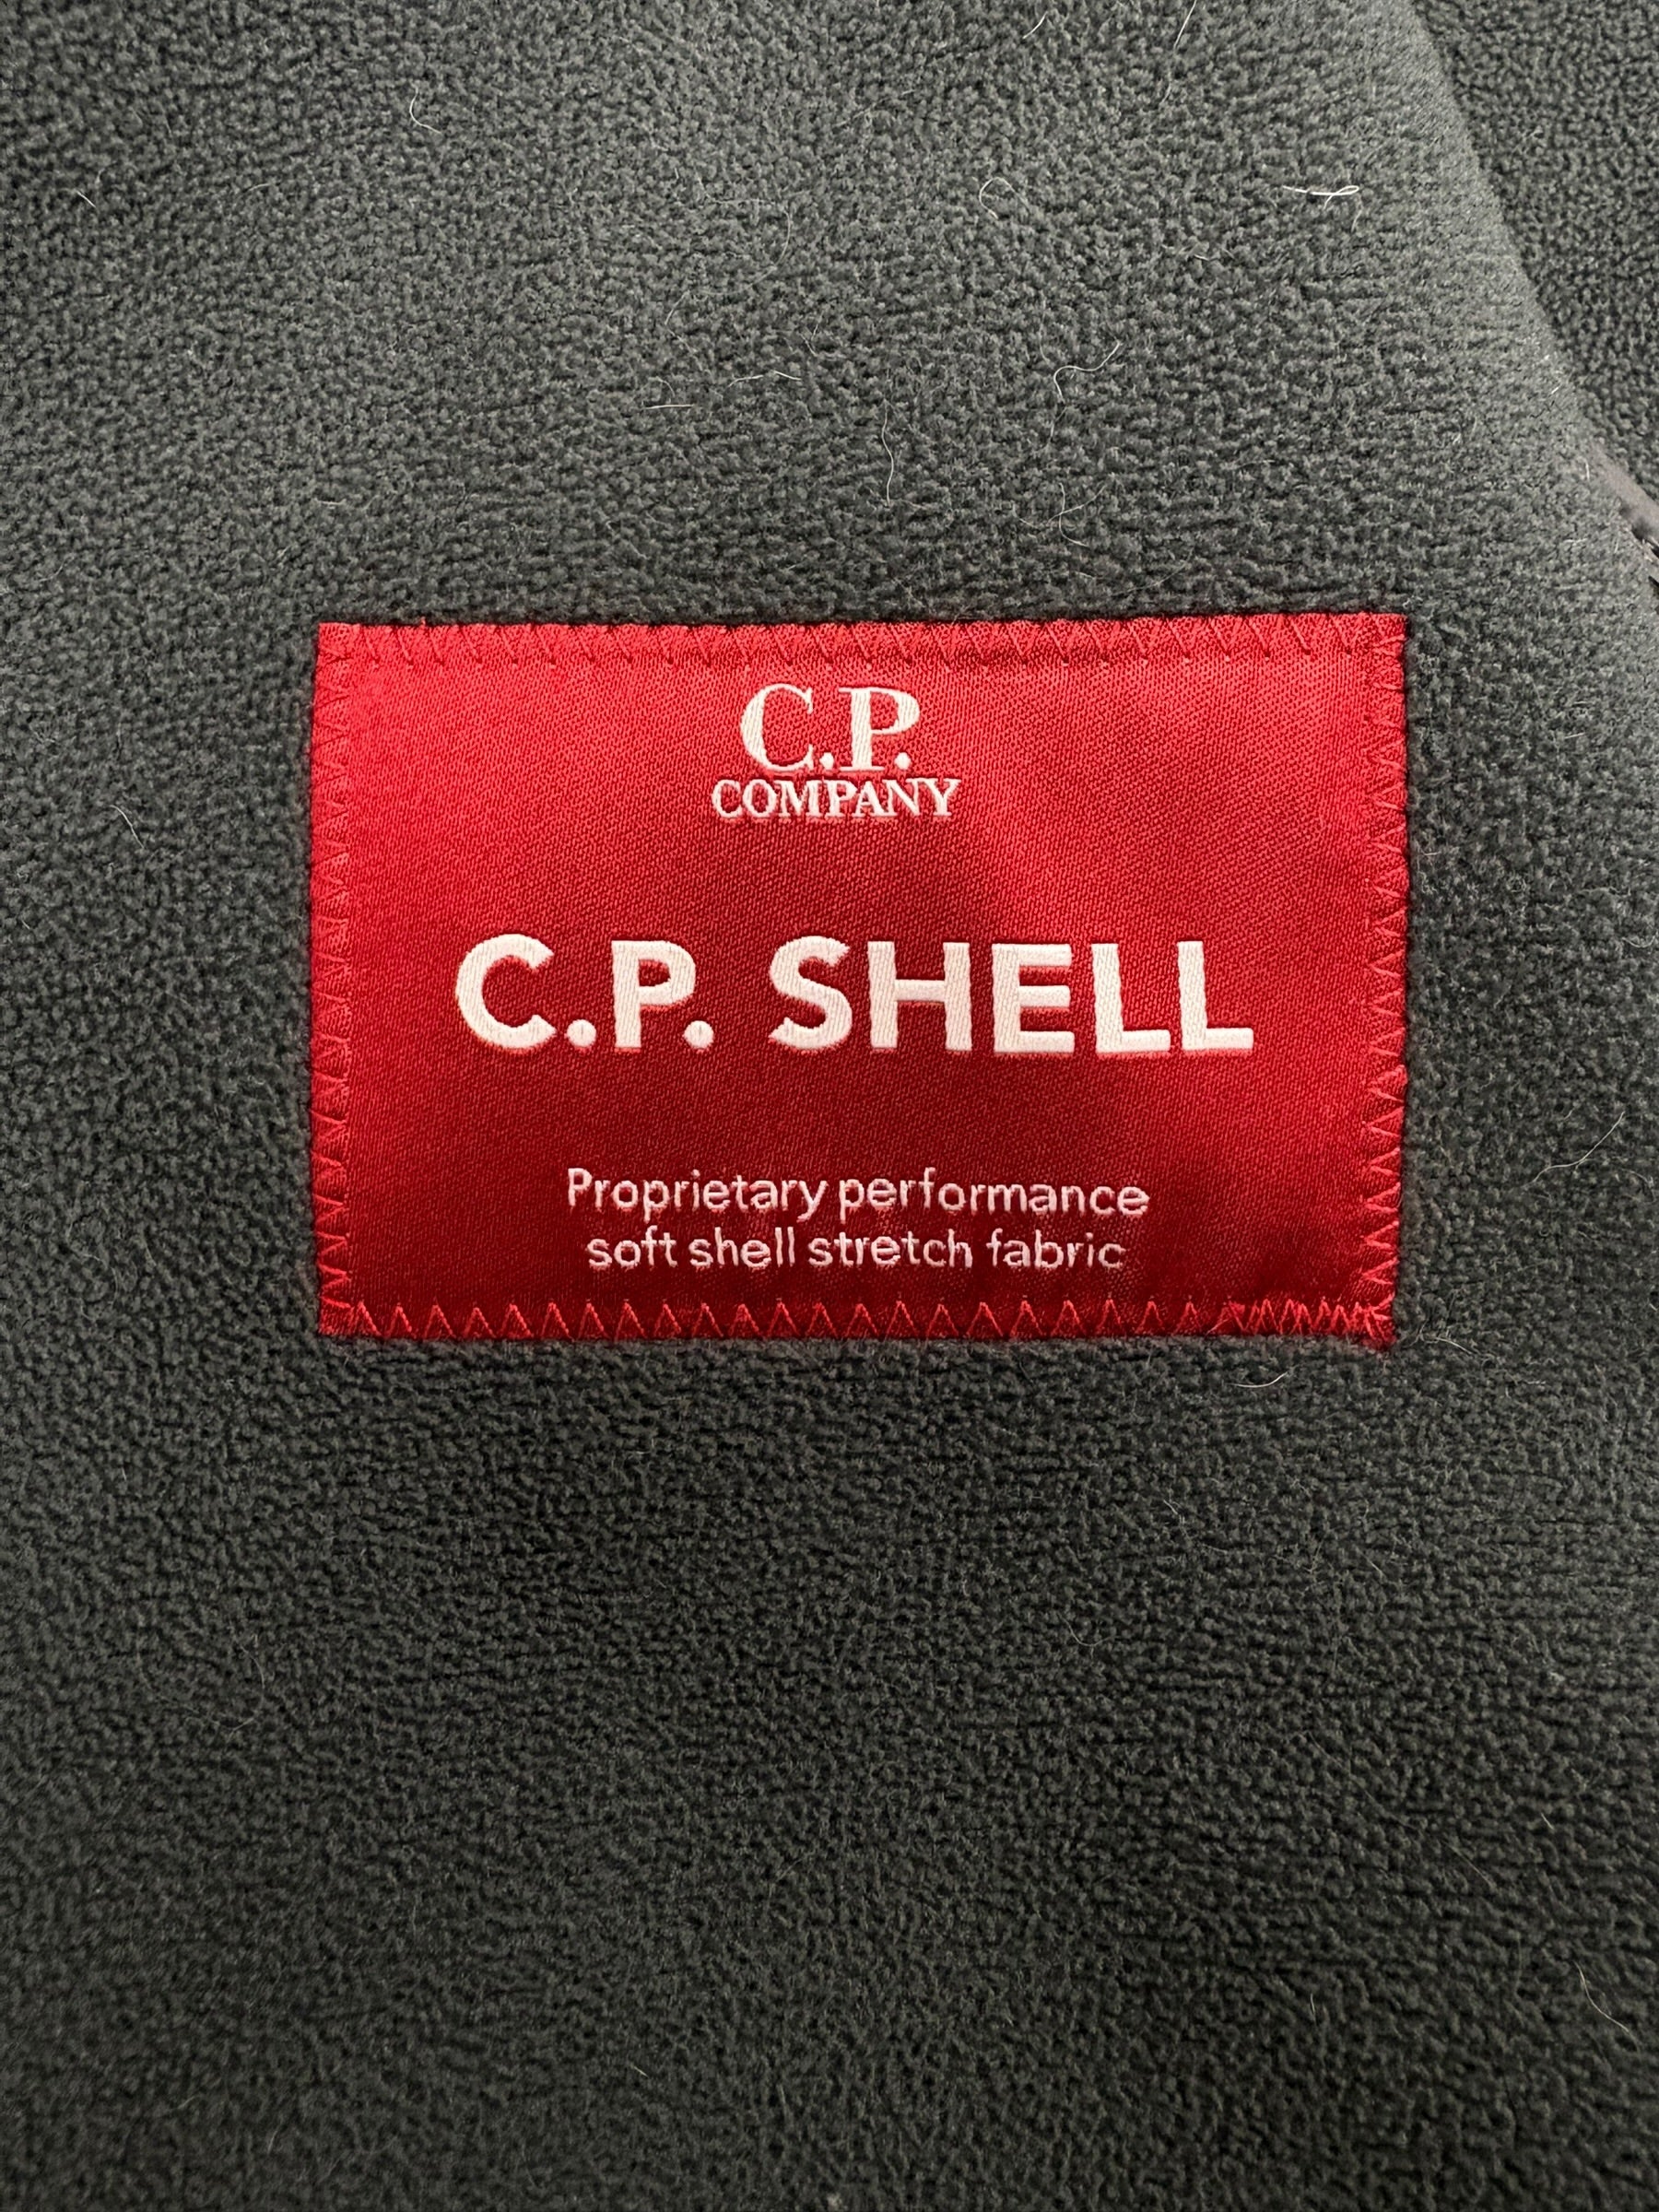 C.P.
COMPANY
C.P. SHELL
Proprietary performance
soft shell stretch fabric